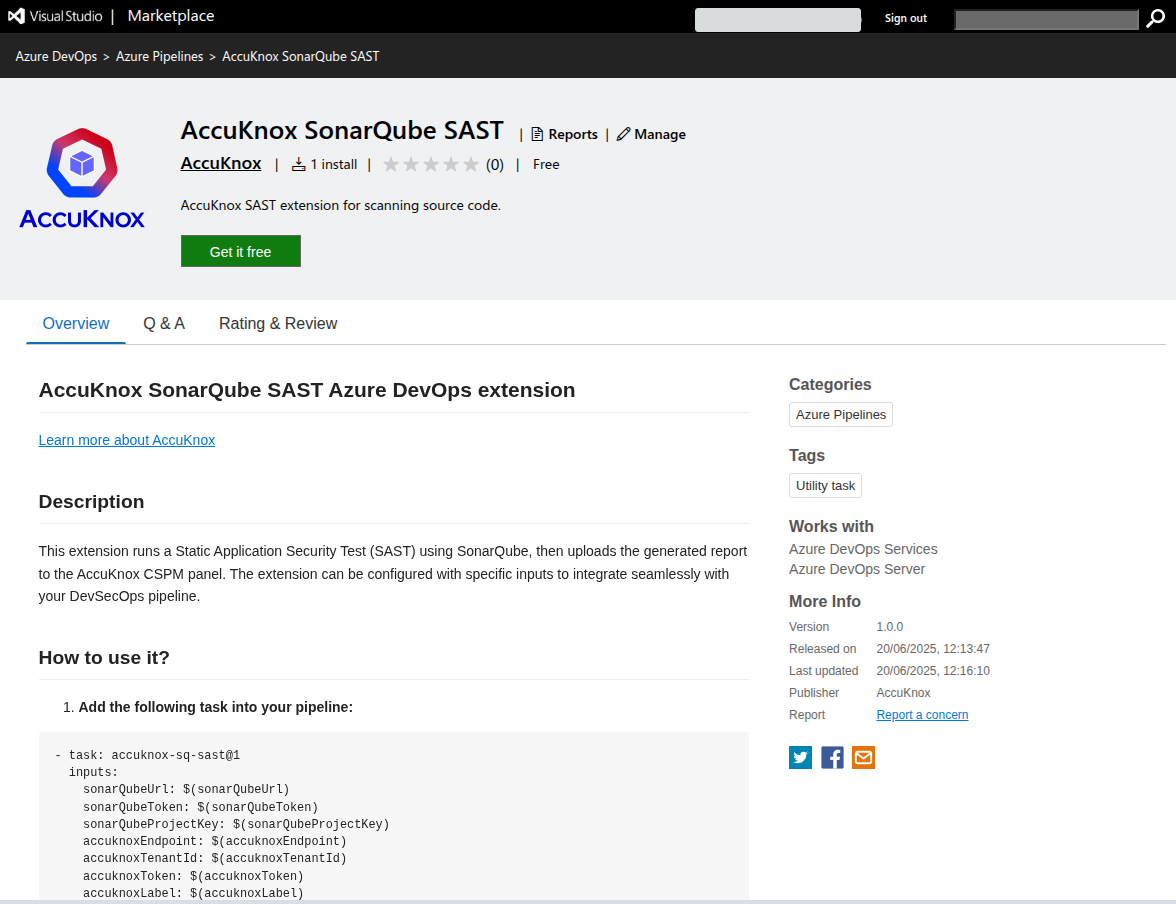 Visual Studio | Marketplace
Sign out
Azure DevOps > Azure Pipelines > AccuKnox SonarQube SAST
ACCUKNOX
AccuKnox SonarQube SAST | Reports | Manage
AccuKnox | 1 install | (0) | Free
AccuKnox SAST extension for scanning source code.
Get it free
Overview Q & A Rating & Review
AccuKnox SonarQube SAST Azure DevOps extension
Learn more about AccuKnox
Description
This extension runs a Static Application Security Test (SAST) using SonarQube, then uploads the generated report
to the AccuKnox CSPM panel. The extension can be configured with specific inputs to integrate seamlessly with
your DevSecOps pipeline.
How to use it?
1. Add the following task into your pipeline:
- task: accuknox-sq-sast@1
inputs:
sonarQubeUrl: $(sonarQubeUrl)
sonarQubeToken: $(sonarQubeToken)
sonarQubeProjectKey: $(sonarQubeProjectKey)
accuknoxEndpoint: $(accuknoxEndpoint)
accuknoxTenantId: $(accuknoxTenantId)
accuknoxToken: $(accuknoxToken)
accuknoxLabel: $(accuknoxLabel)
Categories
Azure Pipelines
Tags
Utility task
Works with
Azure DevOps Services
Azure DevOps Server
More Info
Version 1.0.0
Released on 20/06/2025, 12:13:47
Last updated 20/06/2025, 12:16:10
Publisher AccuKnox
Report Report a concern